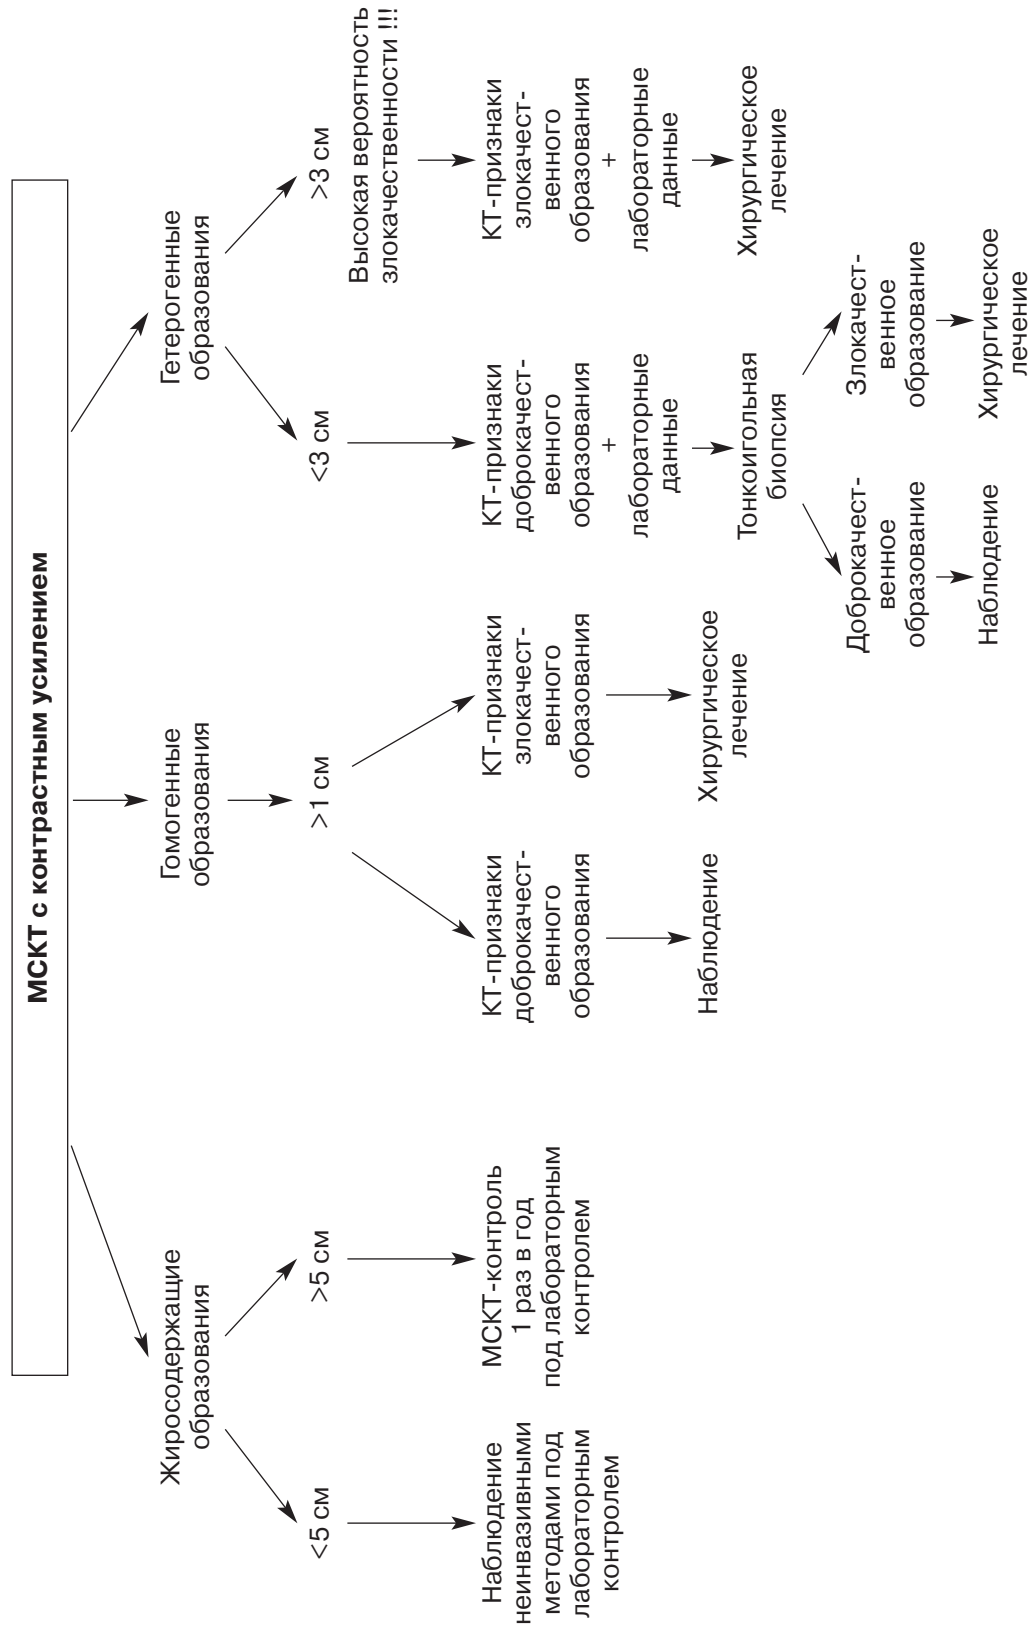 МСКТ с контрастным усилением
Жиросодержащие
образования
<5 см
Наблюдение
неинвазивными
методами под
лабораторным
контролем
>5 см
МСКТ-контроль
1 раз в год
под лабораторным
контролем
Гомогенные
образования
>1 см
КТ-признаки
доброкачест-
венного
образования
Наблюдение
КТ-признаки
злокачест-
венного
образования
Хирургическое
лечение
Гетерогенные
образования
<3 см
КТ-признаки
доброкачест-
венного
образования
+
лабораторные
данные
Тонкоигольная
биопсия
Доброкачест-
венное
образование
Наблюдение
Злокачест-
венное
образование
Хирургическое
лечение
>3 см
Высокая вероятность
злокачественности !!!
КТ-признаки
злокачест-
венного
образования
+
лабораторные
данные
Хирургическое
лечение